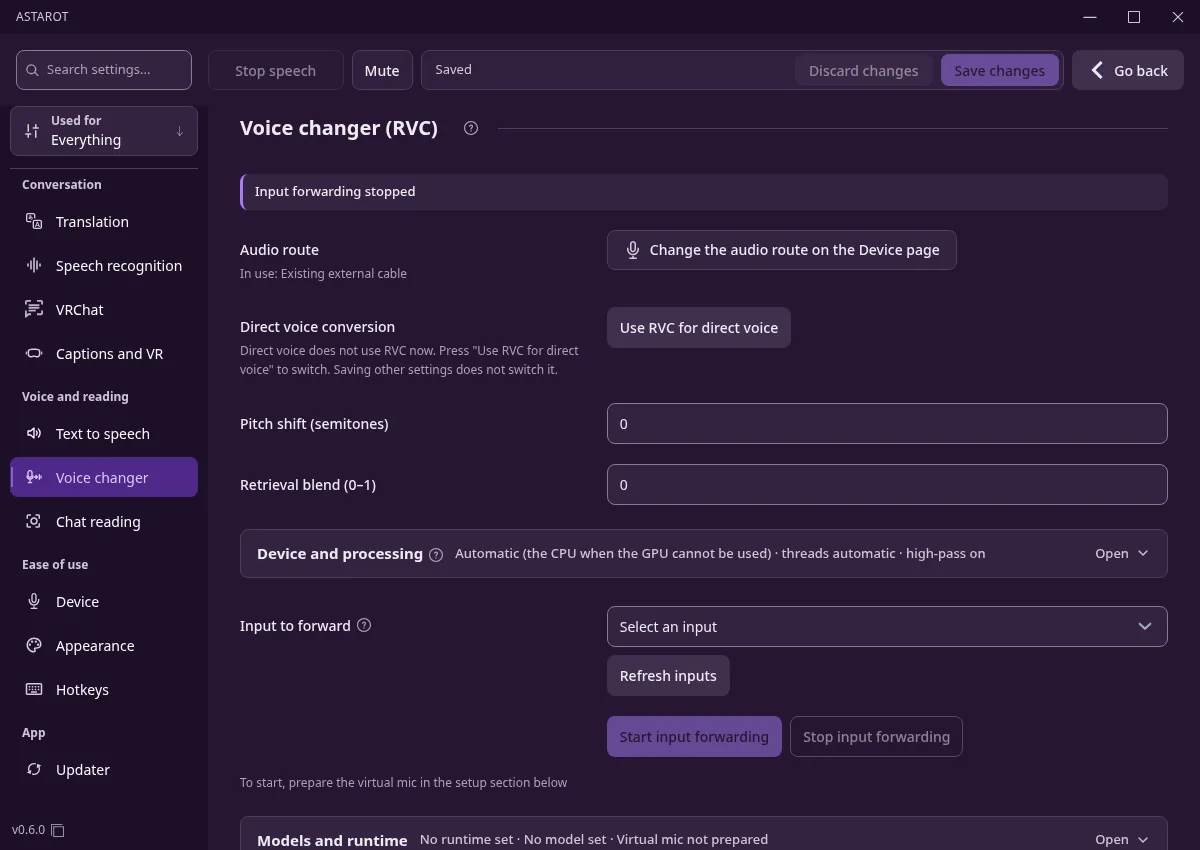 ASTAROT
Search settings...
Stop speech
Mute
Saved
Discard changes
Save changes
Go back
Used for
Everything
Conversation
Translation
Speech recognition
VRChat
Captions and VR
Voice and reading
Text to speech
Voice changer
Chat reading
Ease of use
Device
Appearance
Hotkeys
App
Updater
v0.6.0
Voice changer (RVC)
Input forwarding stopped
Audio route
In use: Existing external cable
Change the audio route on the Device page
Direct voice conversion
Direct voice does not use RVC now. Press "Use RVC for direct
voice" to switch. Saving other settings does not switch it.
Use RVC for direct voice
Pitch shift (semitones)
0
Retrieval blend (0–1)
0
Device and processing
Automatic (the CPU when the GPU cannot be used) · threads automatic · high-pass on
Open
Input to forward
Select an input
Refresh inputs
Start input forwarding
Stop input forwarding
To start, prepare the virtual mic in the setup section below
Models and runtime
No runtime set · No model set · Virtual mic not prepared
Open